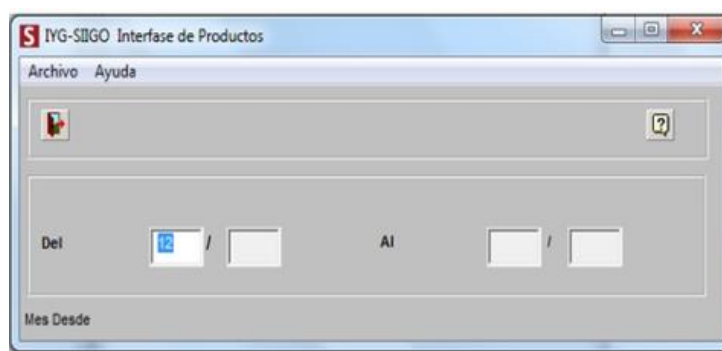 IYG-SIIGO Interfase de Productos
Archivo Ayuda
Del 12 / Al /
Mes Desde